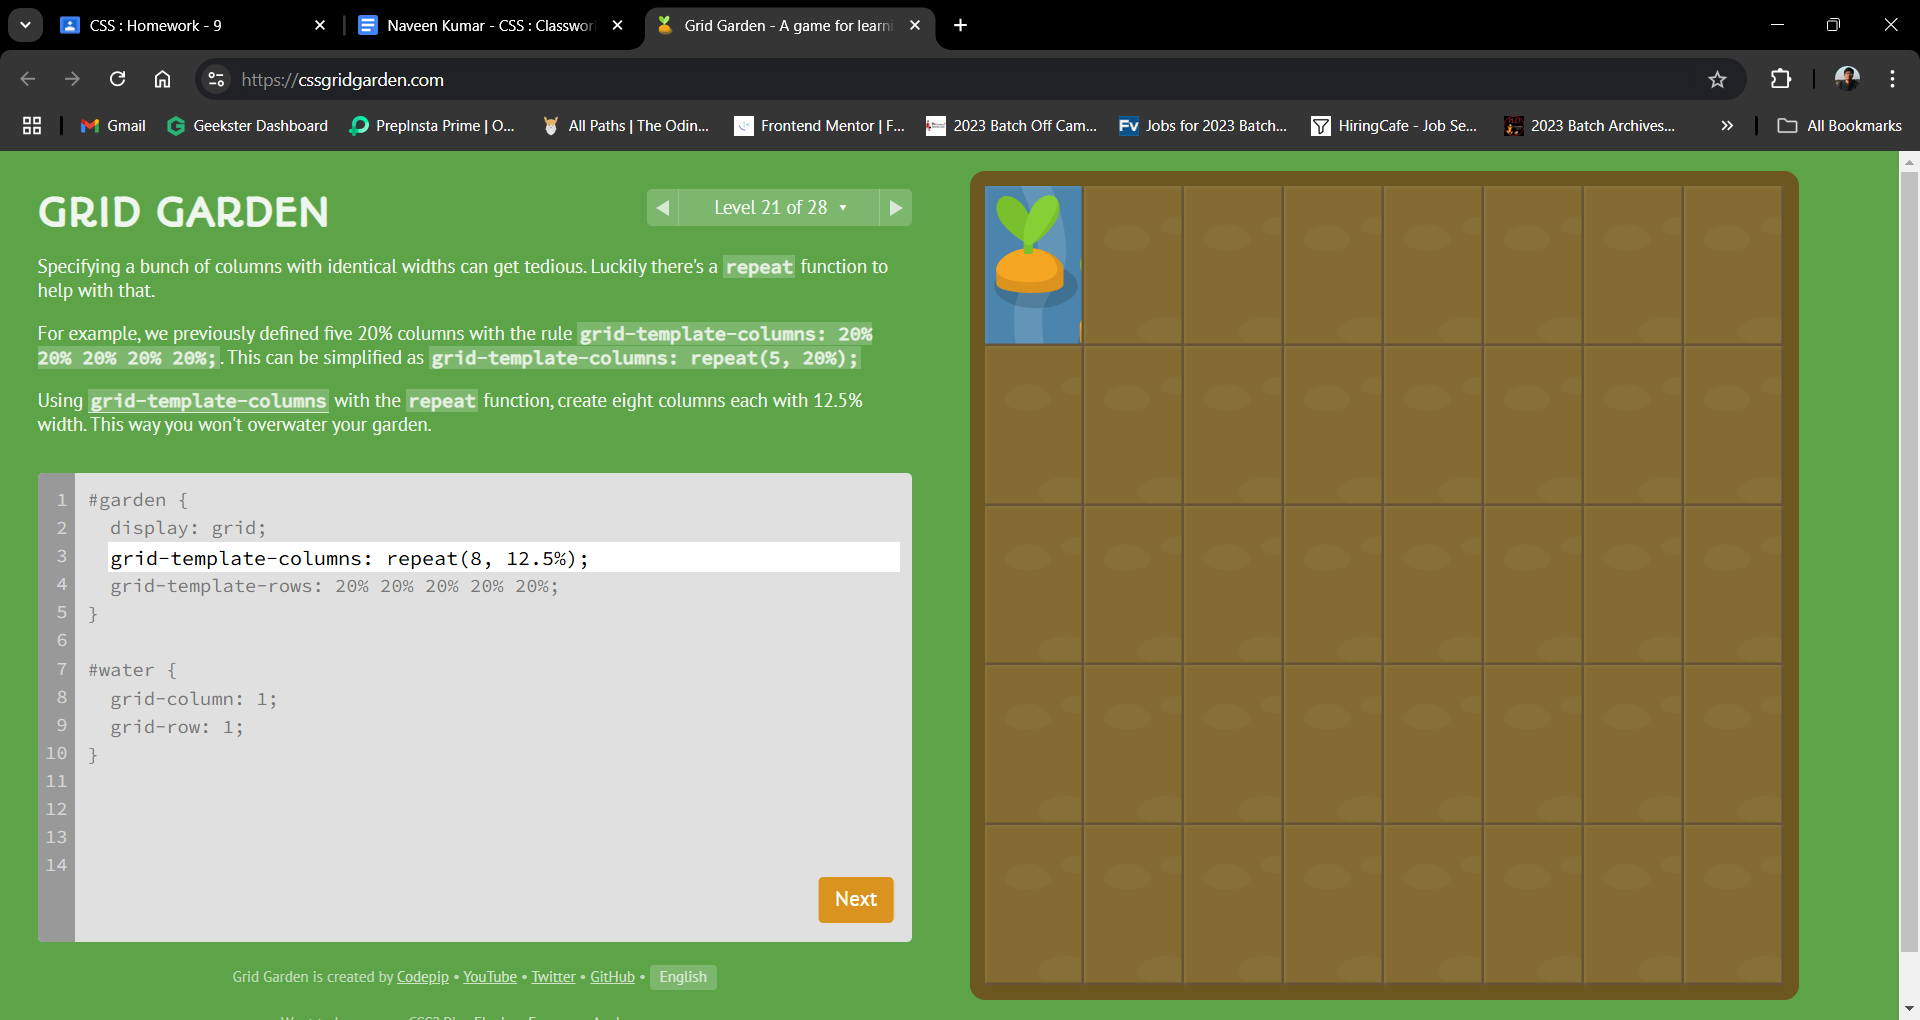 CSS : Homework - 9
Naveen Kumar - CSS : Classwor
Grid Garden - A game for learni
https://cssgridgarden.com
Gmail
Geekster Dashboard
PrepInsta Prime | O...
All Paths | The Odin...
Frontend Mentor | F...
2023 Batch Off Cam...
Fv Jobs for 2023 Batch...
HiringCafe - Job Se...
2023 Batch Archives...
All Bookmarks
GRID GARDEN
Level 21 of 28
Specifying a bunch of columns with identical widths can get tedious. Luckily there's a repeat function to
help with that.
For example, we previously defined five 20% columns with the rule grid-template-columns: 20%
20% 20% 20% 20%;. This can be simplified as grid-template-columns: repeat(5, 20%);
Using grid-template-columns with the repeat function, create eight columns each with 12.5%
width. This way you won't overwater your garden.
1 #garden {
2 display: grid;
3 grid-template-columns: repeat(8, 12.5%);
4 grid-template-rows: 20% 20% 20% 20% 20%;
5 }
6
7 #water {
8 grid-column: 1;
9 grid-row: 1;
10 }
11
12
13
14
Next
Grid Garden is created by Codepip • YouTube • Twitter • GitHub • English